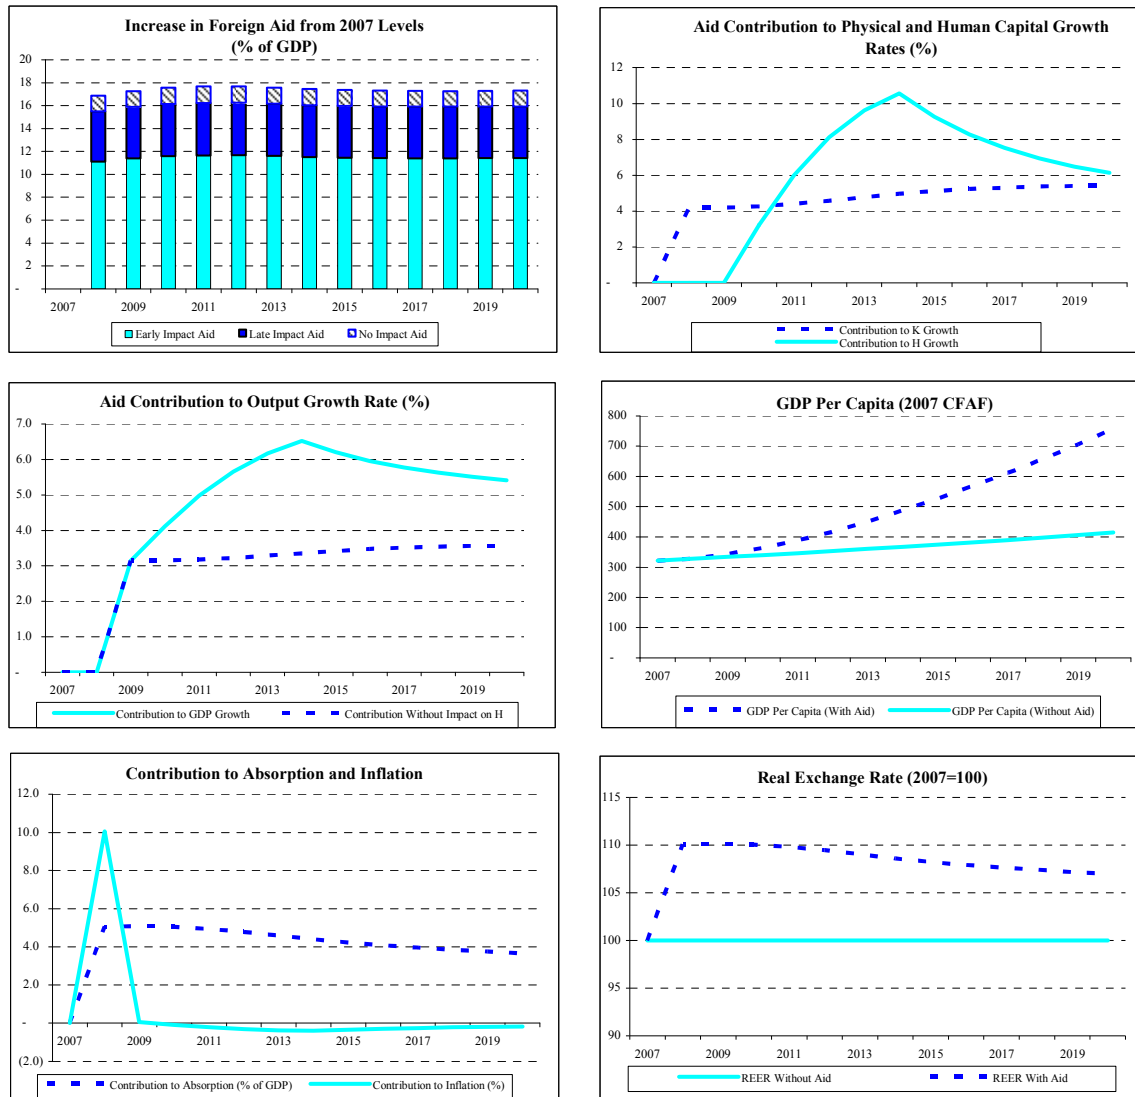 Increase in Foreign Aid from 2007 Levels
(% of GDP)
20
18
16
14
12
10
8
6
4
2
-
2007 2009 2011 2013 2015 2017 2019
Early Impact Aid Late Impact Aid No Impact Aid
Aid Contribution to Physical and Human Capital Growth
Rates (%)
12
10
8
6
4
2
-
2007 2009 2011 2013 2015 2017 2019
Contribution to K Growth
Contribution to H Growth
Aid Contribution to Output Growth Rate (%)
7.0
6.0
5.0
4.0
3.0
2.0
1.0
-
2007 2009 2011 2013 2015 2017 2019
Contribution to GDP Growth Contribution Without Impact on H
GDP Per Capita (2007 CFAF)
800
700
600
500
400
300
200
100
-
2007 2009 2011 2013 2015 2017 2019
GDP Per Capita (With Aid) GDP Per Capita (Without Aid)
Contribution to Absorption and Inflation
12.0
10.0
8.0
6.0
4.0
2.0
-
(2.0)
2007 2009 2011 2013 2015 2017 2019
Contribution to Absorption (% of GDP) Contribution to Inflation (%)
Real Exchange Rate (2007=100)
115
110
105
100
95
90
2007 2009 2011 2013 2015 2017 2019
REER Without Aid REER With Aid